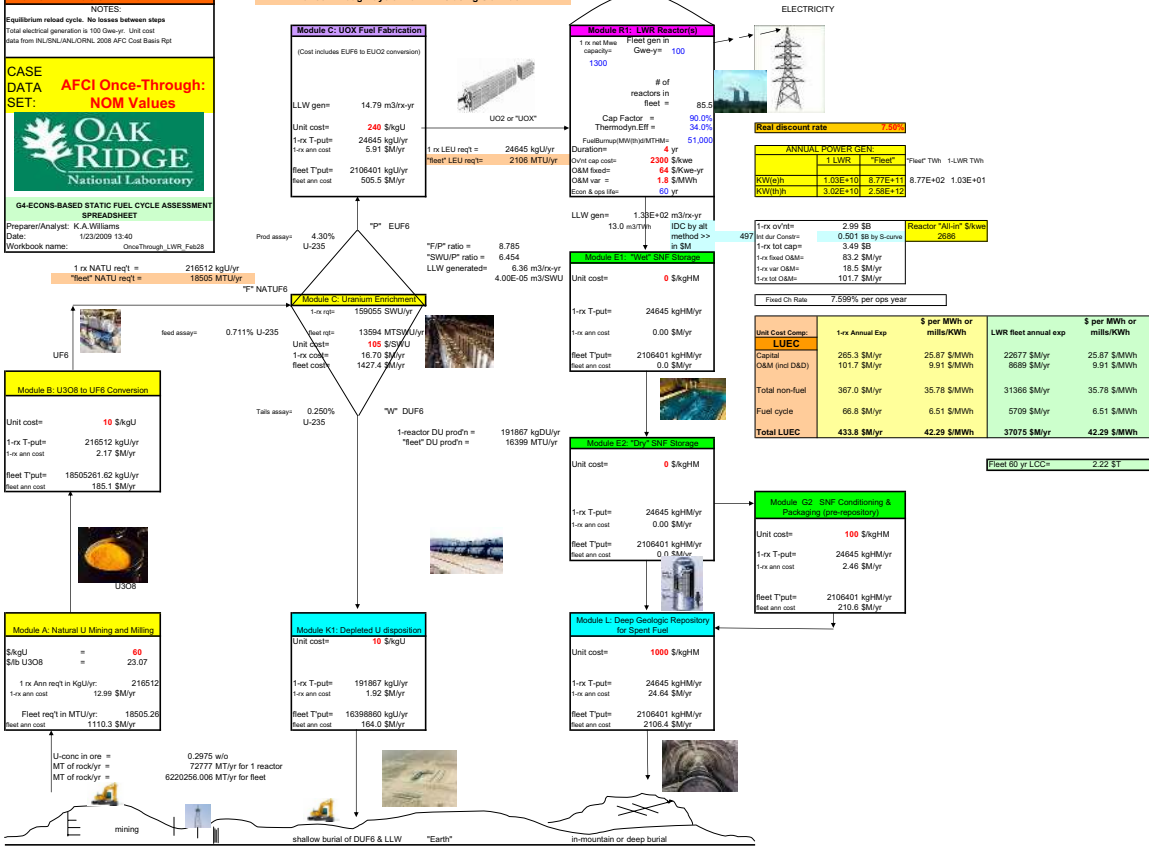 NOTES:
Equilibrium reload cycle. No losses between steps
Total electrical generation is 100 Gwe-yr. Unit cost
data from INL/SNL/ANL/ORNL 2008 AFC Cost Basis Rpt
CASE
DATA
SET:
AFCI Once-Through:
NOM Values
OAK
RIDGE
National Laboratory
G4-ECONS-BASED STATIC FUEL CYCLE ASSESSMENT
SPREADSHEET
Preparer/Analyst: K.A.Williams
Date: 1/23/2009 13:40
Workbook name: OnceThrough_LWR_Feb28
1 rx NATU req't = 216512 kgU/yr
"fleet" NATU req't = 18505 MTU/yr
"F" NATUF6
UF6
Module B: U3O8 to UF6 Conversion
Unit cost= 10 $/kgU
1-rx T-put= 216512 kgU/yr
1-rx ann cost 2.17 $M/yr
fleet T'put= 18505261.62 kgU/yr
fleet ann cost 185.1 $M/yr
U3O8
Module A: Natural U Mining and Milling
$/kgU = 60
$/lb U3O8 = 23.07
1 rx Ann req't in KgU/yr: 216512
1-rx ann cost 12.99 $M/yr
Fleet req't in MTU/yr: 18505.26
fleet ann cost 1110.3 $M/yr
U-conc in ore = 0.2975 w/o
MT of rock/yr = 72777 MT/yr for 1 reactor
MT of rock/yr = 6220256.006 MT/yr for fleet
mining
Module C: UOX Fuel Fabrication
(Cost includes EUF6 to EUO2 conversion)
LLW gen= 14.79 m3/rx-yr
Unit cost= 240 $/kgU
1-rx T-put= 24645 kgU/yr
1-rx ann cost 5.91 $M/yr
fleet T'put= 2106401 kgU/yr
fleet ann cost 505.5 $M/yr
UO2 or "UOX"
1 rx LEU req't = 24645 kgU/yr
"fleet" LEU req't= 2106 MTU/yr
"P" EUF6
Prod assay= 4.30%
U-235
"F/P" ratio = 8.785
"SWU/P" ratio = 6.454
LLW generated= 6.36 m3/rx-yr
4.00E-05 m3/SWU
Module C: Uranium Enrichment
1-rx rqt= 159055 SWU/yr
feed assay= 0.711% U-235
fleet rqt= 13594 MTSWU/yr
Unit cost= 105 $/SWU
1-rx cost= 16.70 $M/yr
fleet cost= 1427.4 $M/yr
Tails assay= 0.250%
U-235
"W" DUF6
1-reactor DU prod'n = 191867 kgDU/yr
"fleet" DU prod'n = 16399 MTU/yr
Module K1: Depleted U disposition
Unit cost= 10 $/kgU
1-rx T-put= 191867 kgU/yr
1-rx ann cost 1.92 $M/yr
fleet T'put= 16398860 kgU/yr
fleet ann cost 164.0 $M/yr
shallow burial of DUF6 & LLW "Earth" in-mountain or deep burial
Module R1: LWR Reactor(s)
1 rx net Mwe
capacity=
1300
Fleet gen in
Gwe-y= 100
# of
reactors in
fleet = 85.5
Cap Factor = 90.0%
Thermodyn.Eff = 34.0%
FuelBurnup(MW(th)d/MTHM= 51,000
Duration= 4 yr
Ov'nt cap cost= 2300 $/kwe
O&M fixed= 64 $/Kwe-yr
O&M var = 1.8 $/MWh
Econ & ops life= 60 yr
LLW gen= 1.33E+02 m3/rx-yr
13.0 m3/TWh
IDC by alt
method >> 497
in $M
Module E1: "Wet" SNF Storage
Unit cost= 0 $/kgHM
1-rx T-put= 24645 kgHM/yr
1-rx ann cost 0.00 $M/yr
fleet T'put= 2106401 kgHM/yr
fleet ann cost 0.0 $M/yr
Module E2: "Dry" SNF Storage
Unit cost= 0 $/kgHM
1-rx T-put= 24645 kgHM/yr
1-rx ann cost 0.00 $M/yr
fleet T'put= 2106401 kgHM/yr
fleet ann cost 0.0 $M/yr
Module L: Deep Geologic Repository
for Spent Fuel
Unit cost= 1000 $/kgHM
1-rx T-put= 24645 kgHM/yr
1-rx ann cost 24.64 $M/yr
fleet T'put= 2106401 kgHM/yr
fleet ann cost 2106.4 $M/yr
ELECTRICITY
Real discount rate 7.50%
ANNUAL POWER GEN:
1 LWR "Fleet" "Fleet" TWh 1-LWR TWh
KW(e)h 1.03E+10 8.77E+11 8.77E+02 1.03E+01
KW(th)h 3.02E+10 2.58E+12
1-rx ov'nt= 2.99 $B
Int dur Constr= 0.501 $B by S-curve
1-rx tot cap= 3.49 $B
1-rx fixed O&M= 83.2 $M/yr
1-rx var O&M= 18.5 $M/yr
1-rx tot O&M= 101.7 $M/yr
Reactor "All-in" $/kwe
2686
Fixed Ch Rate 7.599% per ops year
Unit Cost Comp: 1-rx Annual Exp $ per MWh or mills/KWh LWR fleet annual exp $ per MWh or mills/KWh
LUEC
Capital 265.3 $M/yr 25.87 $/MWh 22677 $M/yr 25.87 $/MWh
O&M (incl D&D) 101.7 $M/yr 9.91 $/MWh 8689 $M/yr 9.91 $/MWh
Total non-fuel 367.0 $M/yr 35.78 $/MWh 31366 $M/yr 35.78 $/MWh
Fuel cycle 66.8 $M/yr 6.51 $/MWh 5709 $M/yr 6.51 $/MWh
Total LUEC 433.8 $M/yr 42.29 $/MWh 37075 $M/yr 42.29 $/MWh
Fleet 60 yr LCC= 2.22 $T
Module G2 SNF Conditioning &
Packaging (pre-repository)
Unit cost= 100 $/kgHM
1-rx T-put= 24645 kgHM/yr
1-rx ann cost 2.46 $M/yr
fleet T'put= 2106401 kgHM/yr
fleet ann cost 210.6 $M/yr